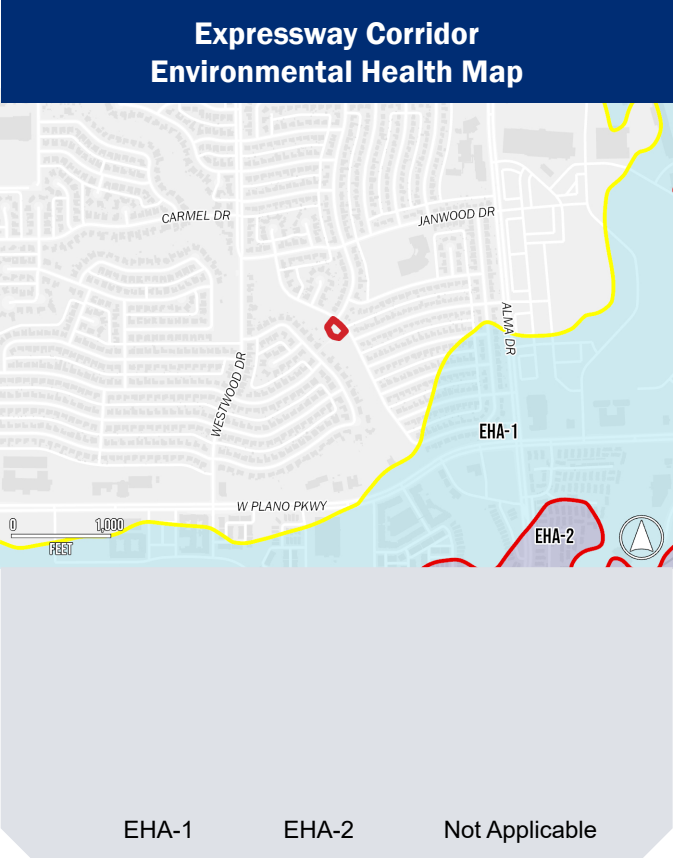 Expressway Corridor
Environmental Health Map
CARMEL DR
JANWOOD DR
ALMA DR
WESTWOOD DR
EHA-1
W PLANO PKWY
0 1,000
FEET
EHA-2
EHA-1 EHA-2 Not Applicable